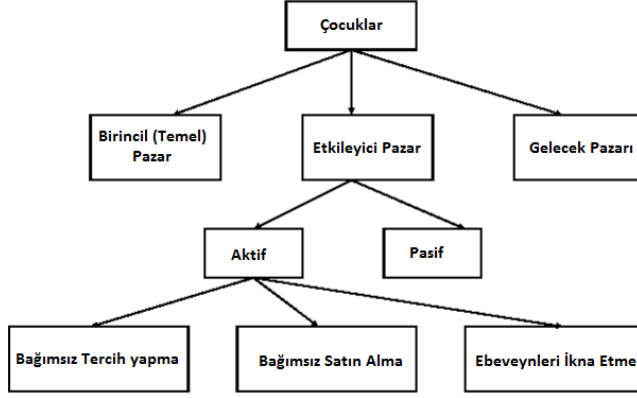 Çocuklar
Birincil (Temel)
Pazar
Etkileyici Pazar
Gelecek Pazarı
Aktif
Pasif
Bağımsız Tercih yapma
Bağımsız Satın Alma
Ebeveynleri İkna Etme